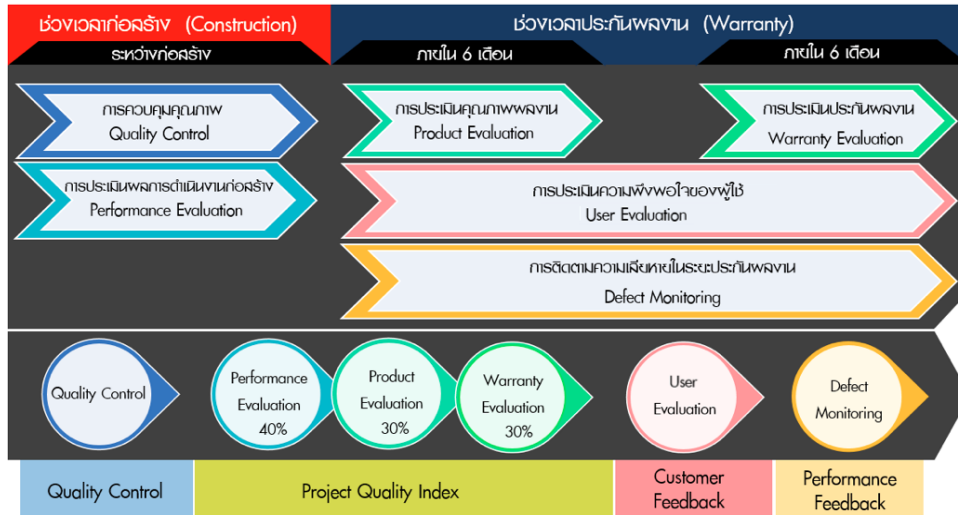 ช่วงเวลาก่อสร้าง (Construction)
ช่วงเวลาประกันผลงาน (Warranty)
ระหว่างก่อสร้าง
ภายใน 6 เดือน
ภายใน 6 เดือน
การควบคุมคุณภาพ
Quality Control
การประเมินคุณภาพผลงาน
Product Evaluation
การประเมินประกันผลงาน
Warranty Evaluation
การประเมินผลการดำเนินงานก่อสร้าง
Performance Evaluation
การประเมินความพึงพอใจของผู้ใช้
User Evaluation
การติดตามความเสียหายในระยะประกันผลงาน
Defect Monitoring
Quality Control
Performance
Evaluation
40%
Product
Evaluation
30%
Warranty
Evaluation
30%
User
Evaluation
Defect
Monitoring
Quality Control
Project Quality Index
Customer
Feedback
Performance
Feedback